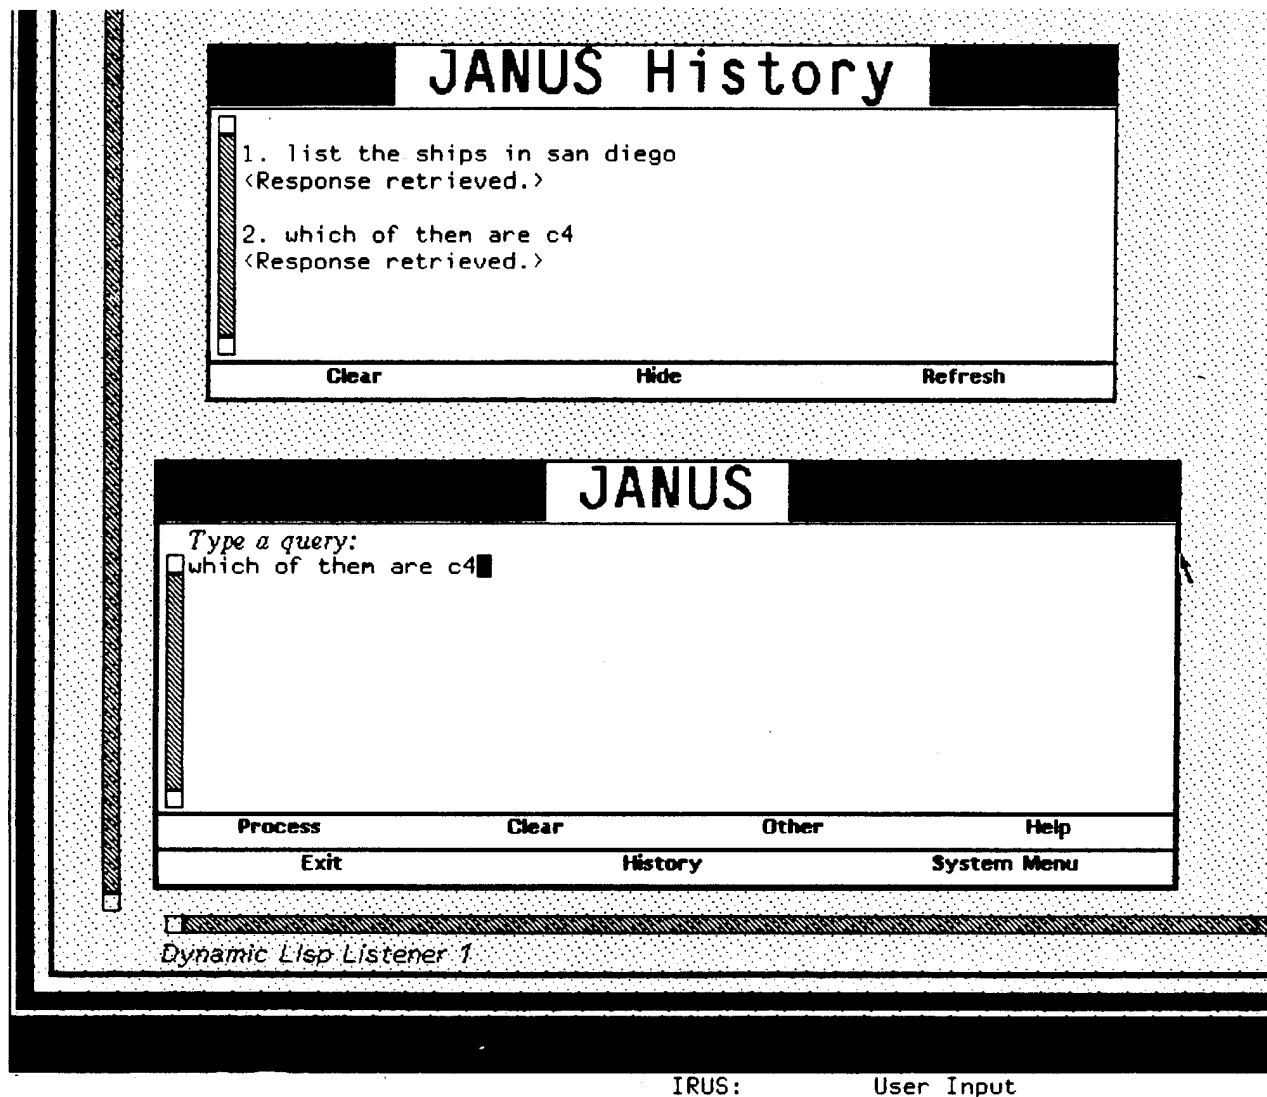 JANUS History
1. list the ships in san diego
<Response retrieved.>
2. which of them are c4
<Response retrieved.>
Clear Hide Refresh
JANUS
Type a query:
which of them are c4
Process Clear Other Help
Exit History System Menu
Dynamic Lisp Listener 1
IRUS: User Input